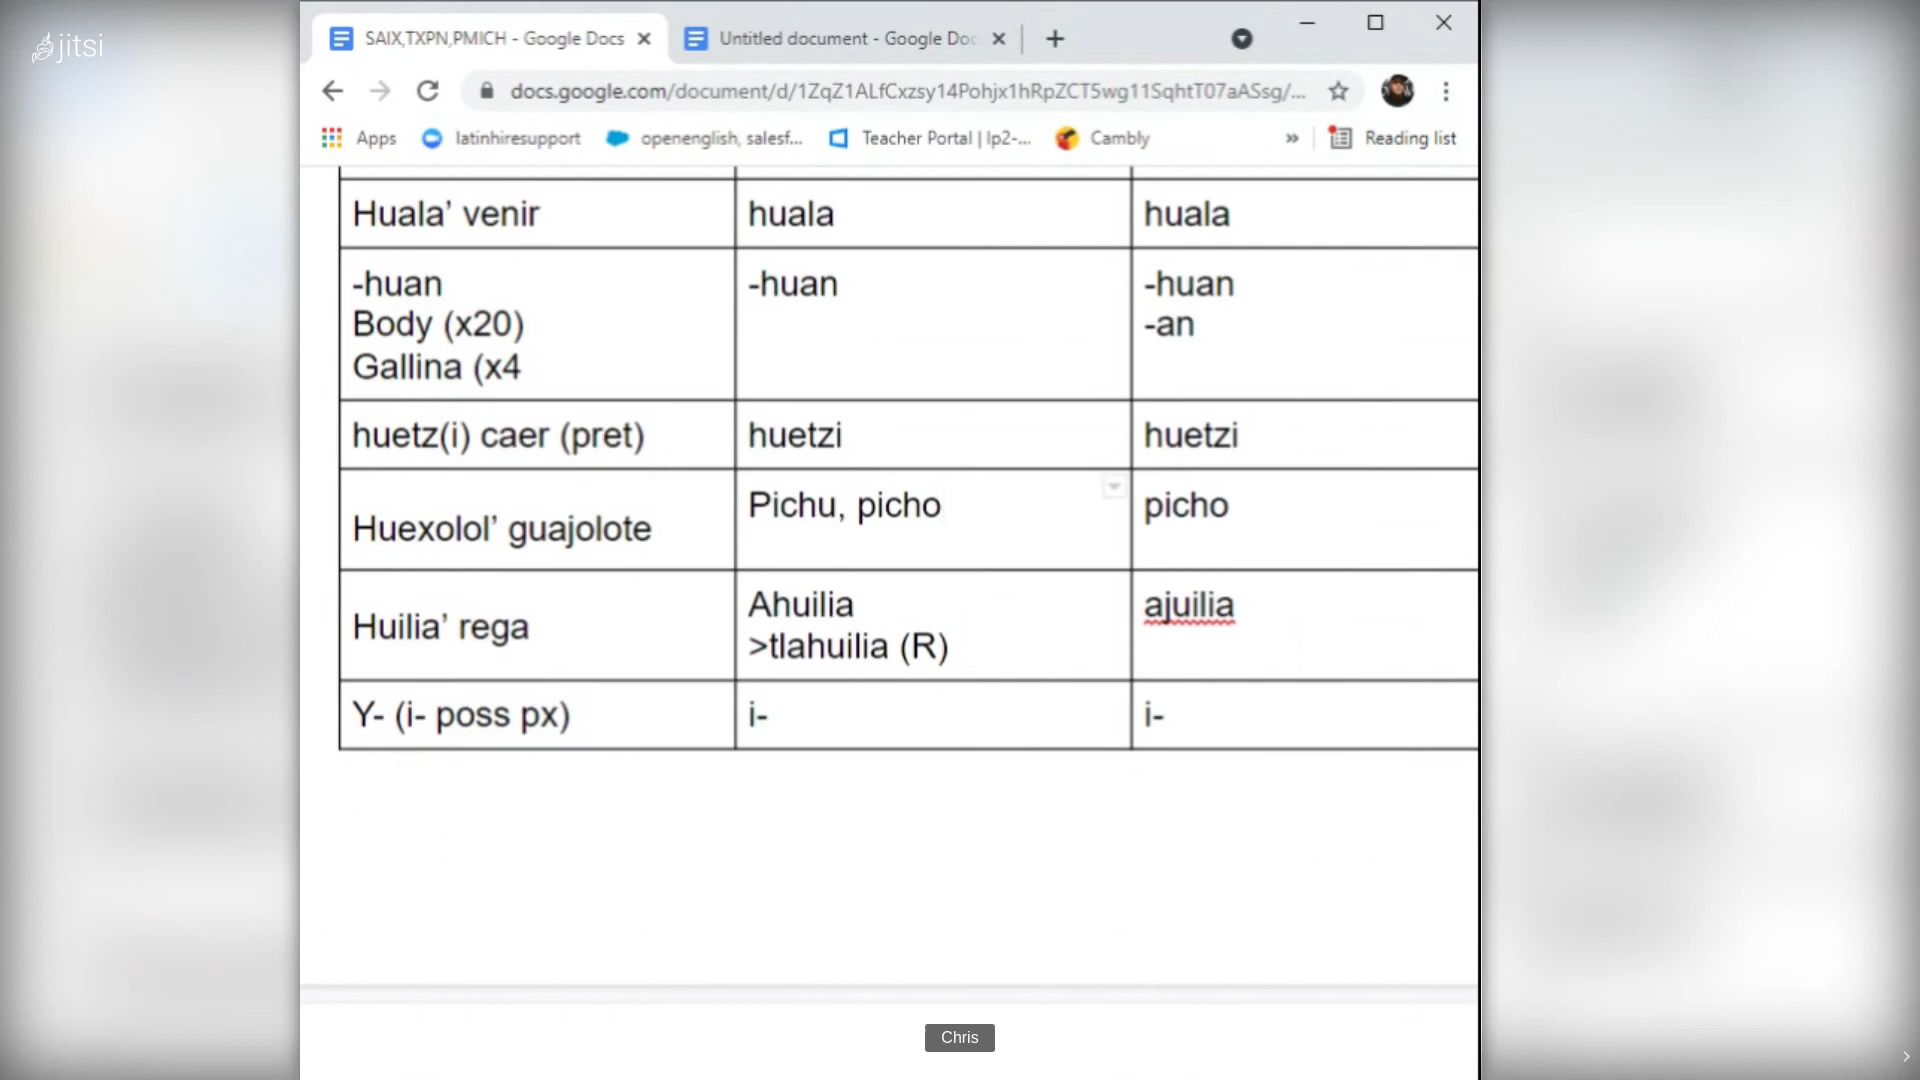 jitsi
SAIX,TXPN,PMICH - Google Docs
Untitled document - Google Doc
docs.google.com/document/d/1ZqZ1ALfCxzsy14Pohjx1hRpZCT5wg11SqhtT07aASsg/...
Apps latinhiresupport openenglish, salesf... Teacher Portal | lp2-... Cambly » Reading list
Huala’ venir huala huala
-huan -huan -huan
Body (x20) -an
Gallina (x4
huetz(i) caer (pret) huetzi huetzi
Huexolol’ guajolote Pichu, picho picho
Huilia’ rega Ahuilia ajuilia
>tlahuilia (R)
Y- (i- poss px) i- i-
Chris